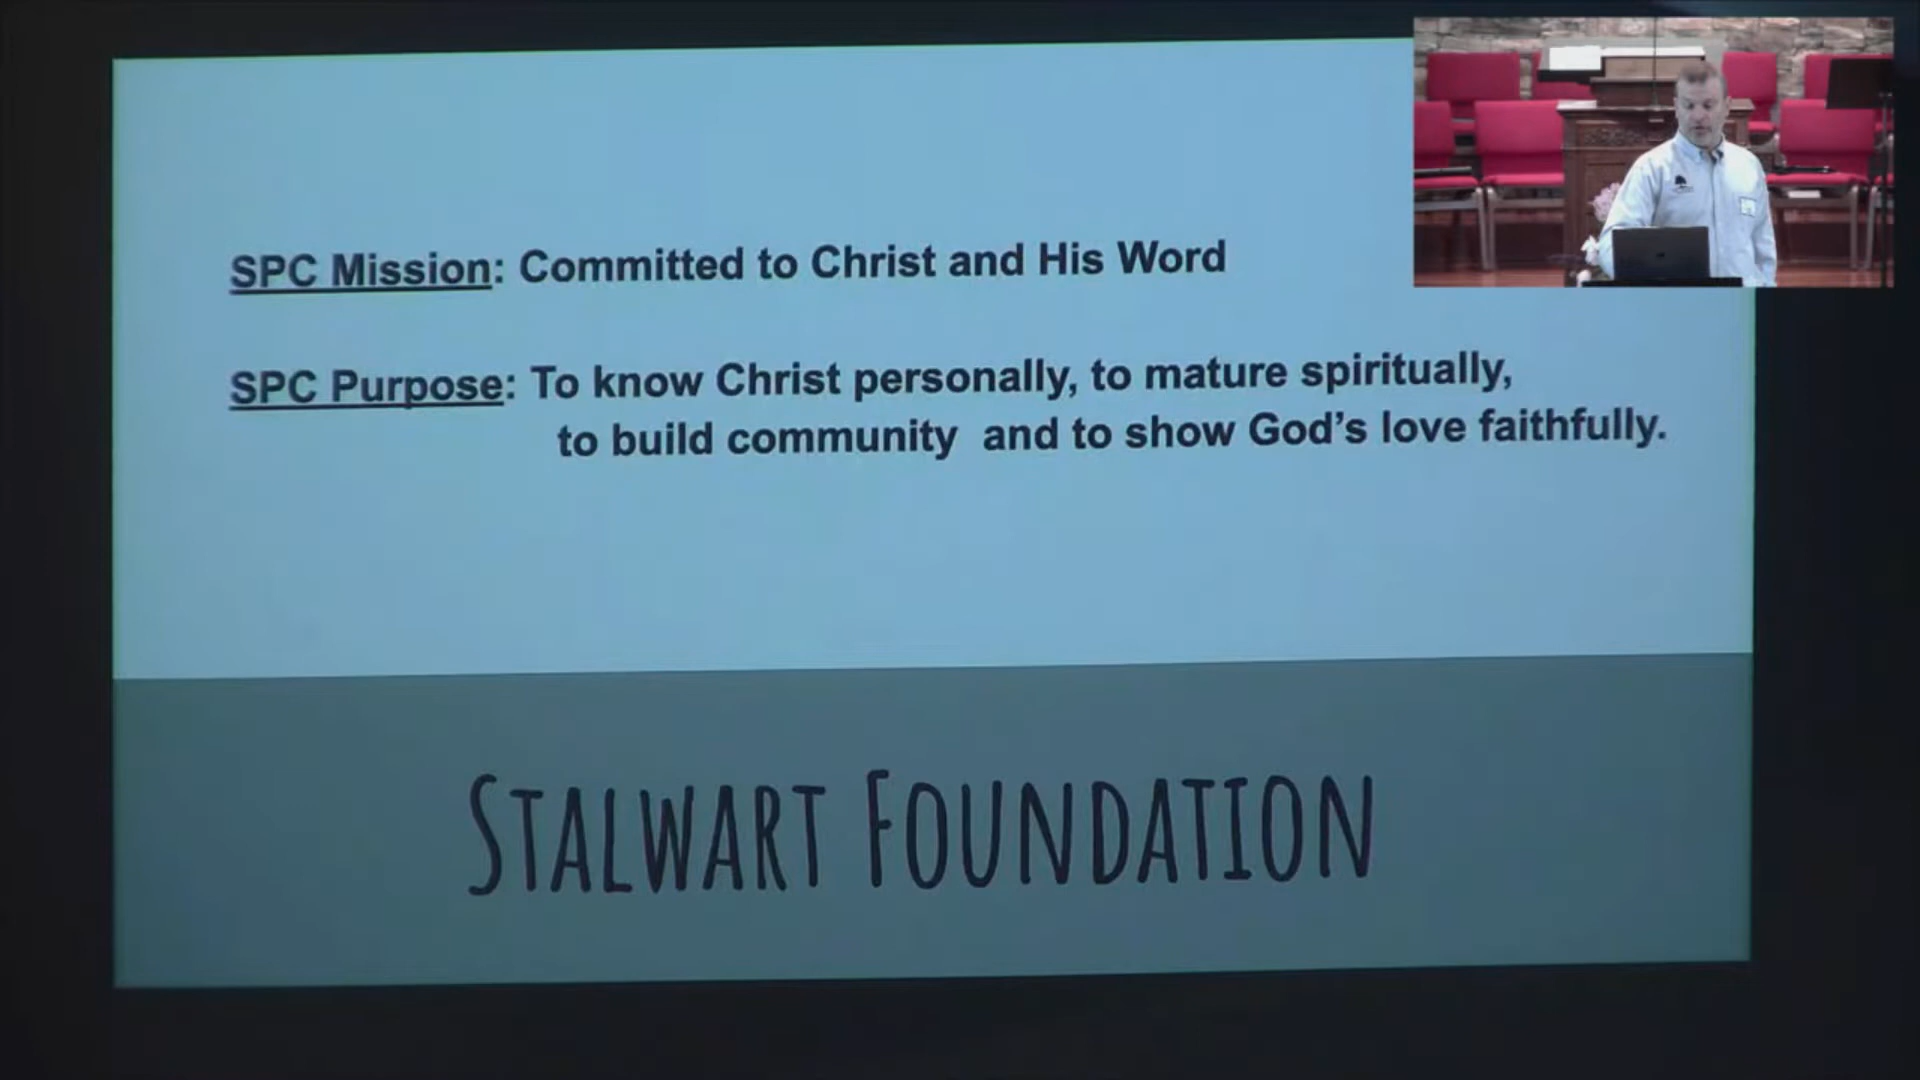 SPC Mission: Committed to Christ and His Word
SPC Purpose: To know Christ personally, to mature spiritually,
to build community and to show God's love faithfully.
STALWART FOUNDATION